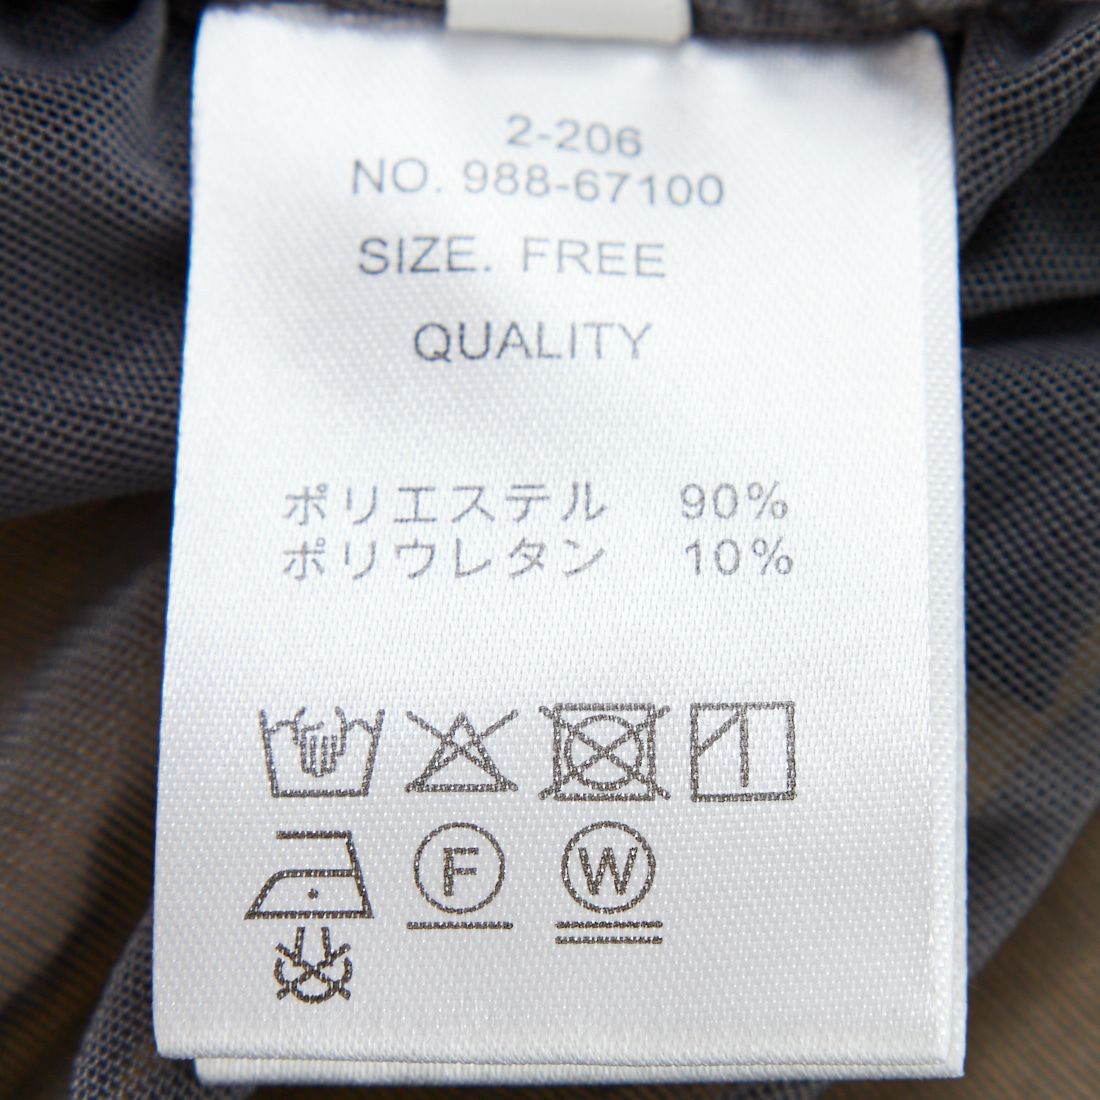 2-206
NO. 988-67100
SIZE. FREE
QUALITY
ポリエステル 90%
ポリウレタン 10%
F W